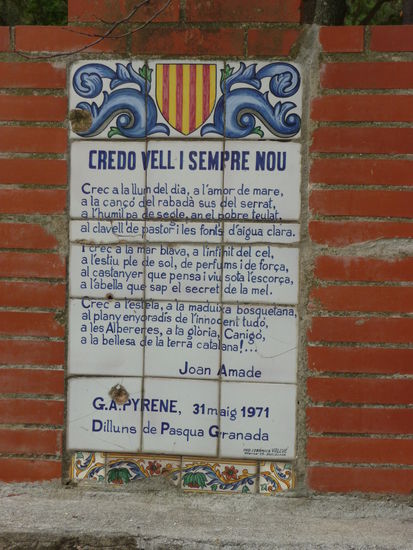 CREDO VELL I SEMPRE NOU
Crec a la llum del dia, a l'amor de mare,
a la cançó del rabadà sus del serrat,
a l'humil pa de segle, an el pobre teulat,
al clavell de pastor i les fonts d'aigua clara.
I crec a la mar blava, a l'infinit del cel,
a l'estiu ple de sol, de perfums i de força,
al castanyer que pensa i viu sota l'escorça,
a l'abella que sap el secret de la mel.
Crec a l'estela, a la maduixa bosquetana,
al plany enyoradís de l'innocent tudó,
a les Albereres, a la glòria, Canigó,
a la bellesa de la terra catalana!...
Joan Amade
G.A. PYRENE, 31 maig 1971
Dilluns de Pasqua Granada